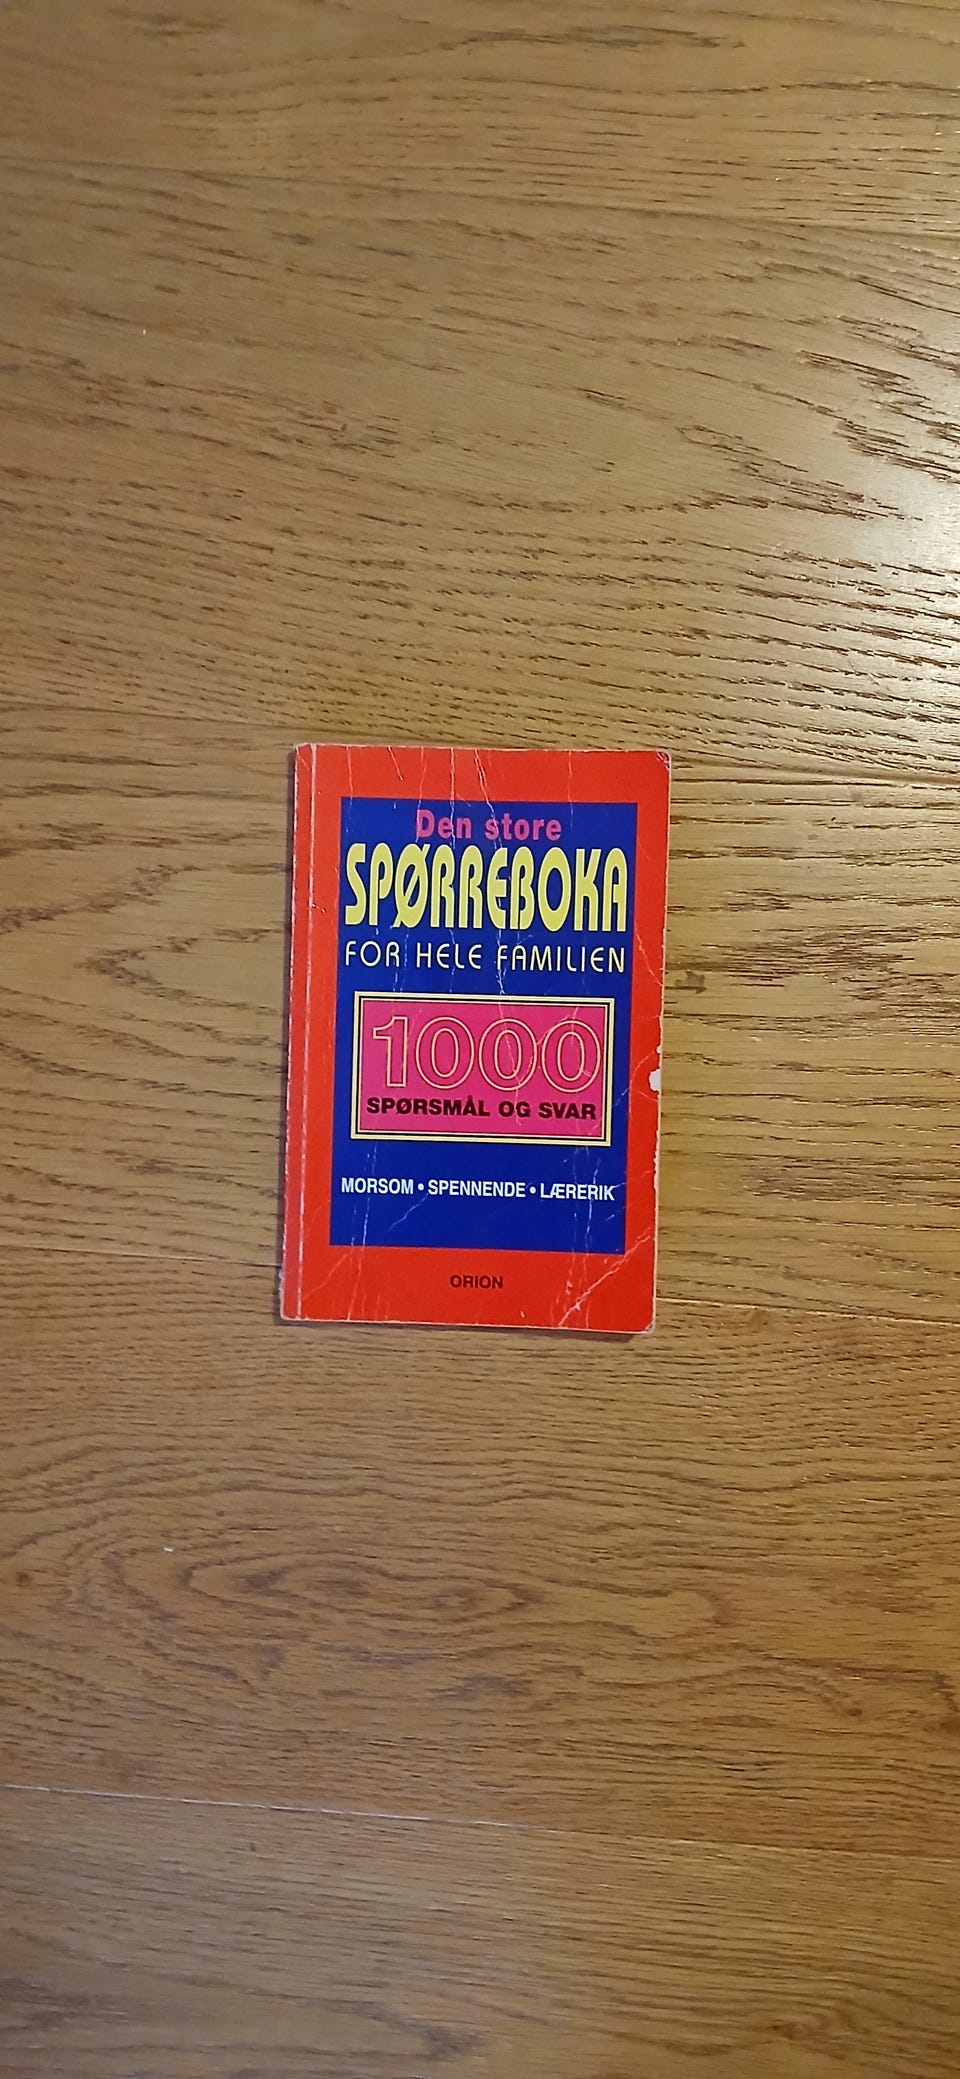 Den store
SPØRREBOKA
FOR HELE FAMILIEN
1000
SPØRSMÅL OG SVAR
MORSOM • SPENNENDE • LÆRERIK
ORION